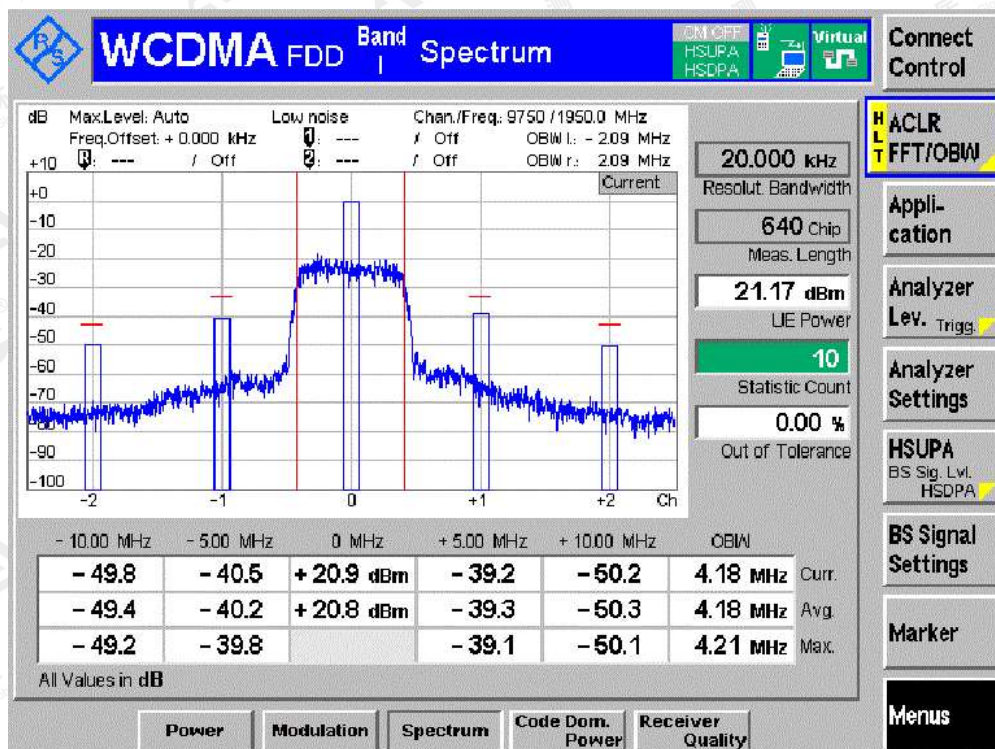 R S
WCDMA FDD Band I Spectrum
CM OFF
HSUPA
HSDPA
Virtual
Connect Control
dB Max.Level: Auto Low noise Chan./Freq.: 9750 / 1950.0 MHz
Freq.Offset: + 0.000 kHz 1: --- / Off OBW l.: - 2.09 MHz
R: --- / Off 2: --- / Off OBW r.: 2.09 MHz
Current
+10
+0
-10
-20
-30
-40
-50
-60
-70
-80
-90
-100
-2 -1 0 +1 +2 Ch
20.000 kHz
Resolut. Bandwidth
640 Chip
Meas. Length
21.17 dBm
UE Power
10
Statistic Count
0.00 %
Out of Tolerance
- 10.00 MHz - 5.00 MHz 0 MHz + 5.00 MHz + 10.00 MHz OBW
- 49.8 - 40.5 + 20.9 dBm - 39.2 - 50.2 4.18 MHz Curr.
- 49.4 - 40.2 + 20.8 dBm - 39.3 - 50.3 4.18 MHz Avg.
- 49.2 - 39.8 - 39.1 - 50.1 4.21 MHz Max.
All Values in dB
HLT
ACLR
FFT/OBW
Appli-
cation
Analyzer
Lev. Trigg.
Analyzer
Settings
HSUPA
BS Sig. Lvl.
HSDPA
BS Signal
Settings
Marker
Menus
Power
Modulation
Spectrum
Code Dom.
Power
Receiver
Quality